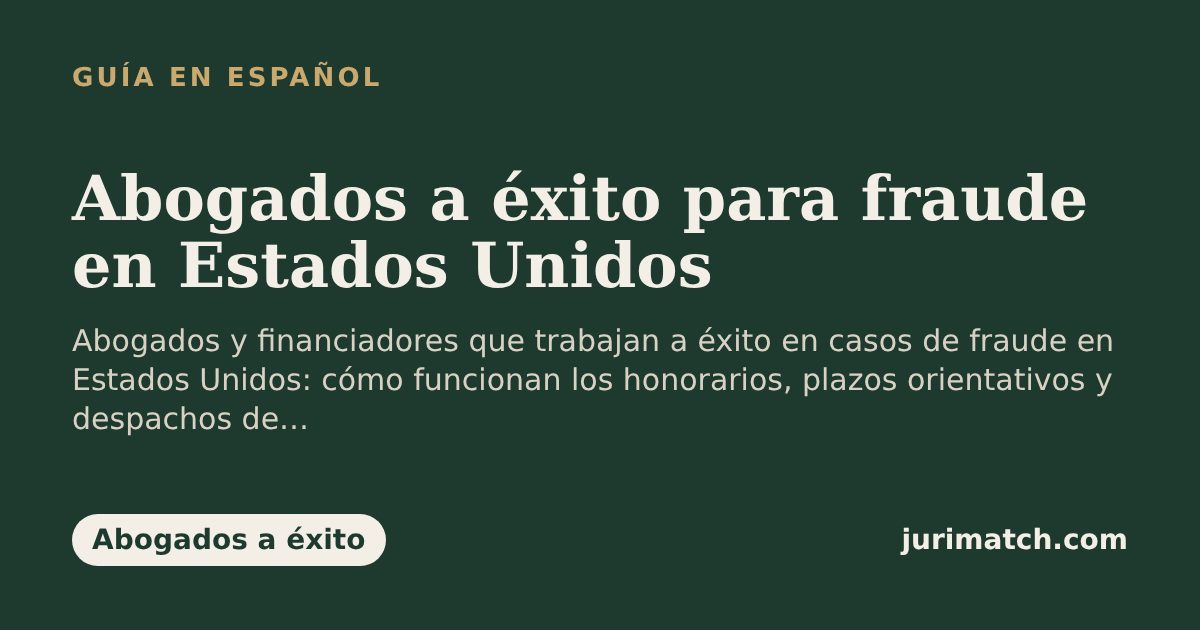 GUÍA EN ESPAÑOL
Abogados a éxito para fraude
en Estados Unidos
Abogados y financiadores que trabajan a éxito en casos de fraude en
Estados Unidos: cómo funcionan los honorarios, plazos orientativos y
despachos de…
Abogados a éxito
jurimatch.com